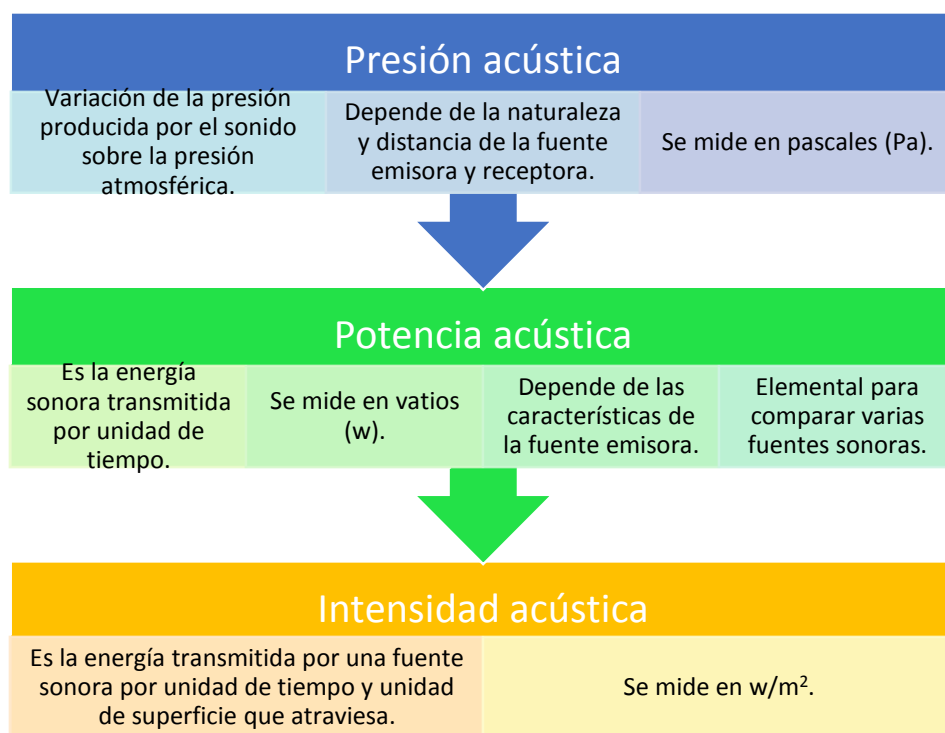 Presión acústica
Variación de la presión
producida por el sonido
sobre la presión
atmosférica.
Depende de la naturaleza
y distancia de la fuente
emisora y receptora.
Se mide en pascales (Pa).
Potencia acústica
Es la energía
sonora transmitida
por unidad de
tiempo.
Se mide en vatios
(w).
Depende de las
características de
la fuente emisora.
Elemental para
comparar varias
fuentes sonoras.
Intensidad acústica
Es la energía transmitida por una fuente
sonora por unidad de tiempo y unidad
de superficie que atraviesa.
Se mide en w/m².